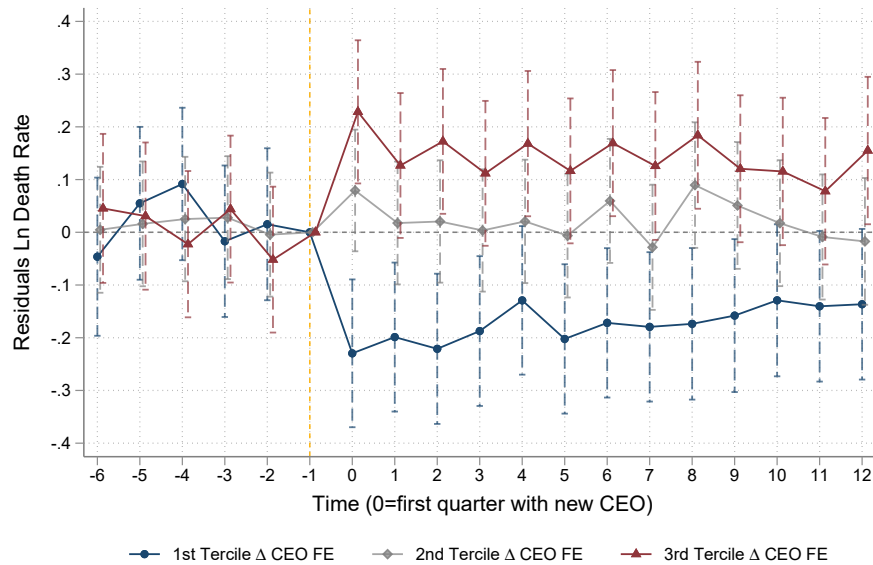 Residuals Ln Death Rate
.4
.3
.2
.1
0
-.1
-.2
-.3
-.4
-6 -5 -4 -3 -2 -1 0 1 2 3 4 5 6 7 8 9 10 11 12
Time (0=first quarter with new CEO)
1st Tercile Δ CEO FE 2nd Tercile Δ CEO FE 3rd Tercile Δ CEO FE